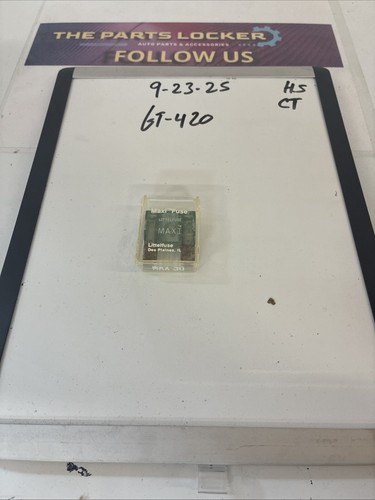 THE PARTS LOCKER
AUTO PARTS & ACCESSORIES
FOLLOW US
9-23-25 HS
GT-420 CT
Maxi Fuse
MAXI
Littelfuse
Des Plaines, IL
MAX 30